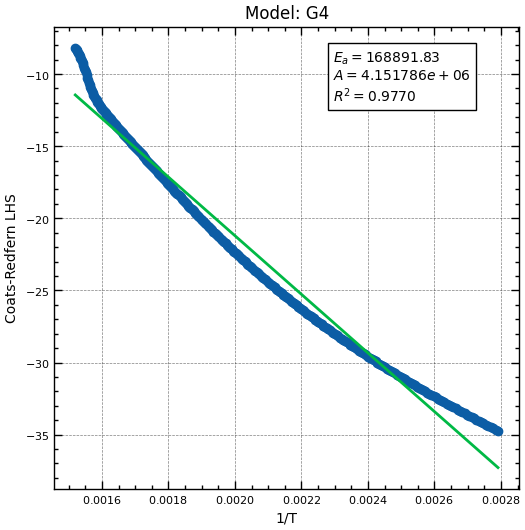 Model: G4
E_a = 168891.83
A = 4.151786e + 06
R^2 = 0.9770
Coats-Redfern LHS
−10
−15
−20
−25
−30
−35
0.0016 0.0018 0.0020 0.0022 0.0024 0.0026 0.0028
1/T